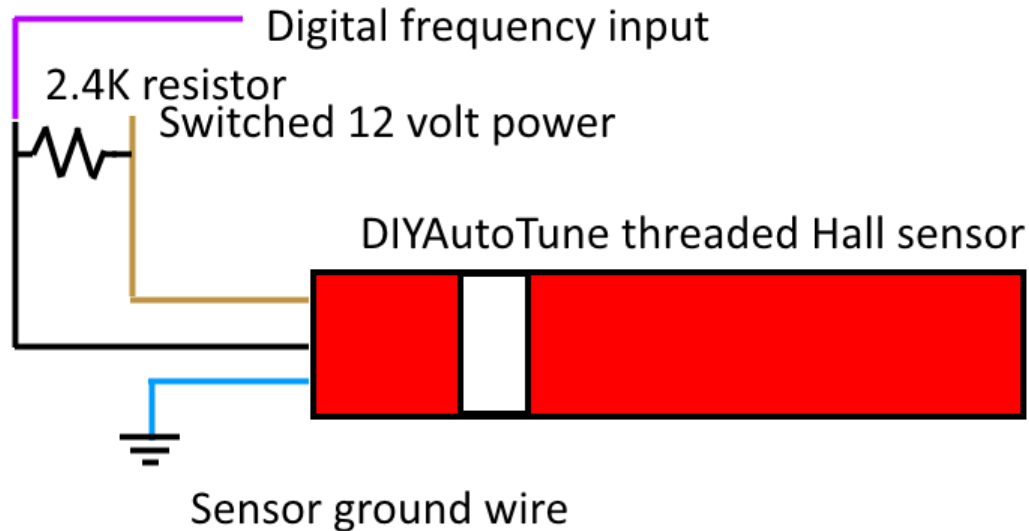 Digital frequency input
2.4K resistor
Switched 12 volt power
DIYAutoTune threaded Hall sensor
Sensor ground wire